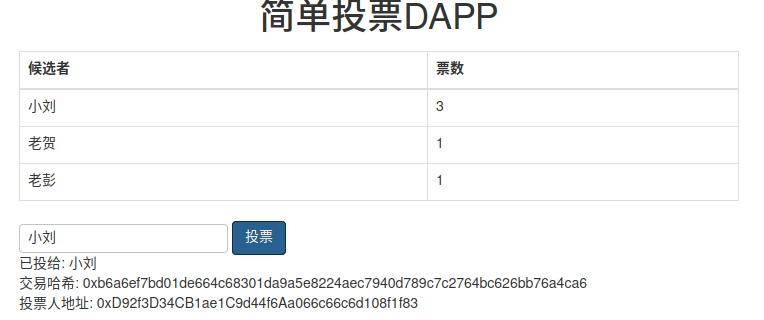 简单投票DAPP
候选者 票数
小刘 3
老贺 1
老彭 1
小刘 投票
已投给: 小刘
交易哈希: 0xb6a6ef7bd01de664c68301da9a5e8224aec7940d789c7c2764bc626bb76a4ca6
投票人地址: 0xD92f3D34CB1ae1C9d44f6Aa066c66c6d108f1f83